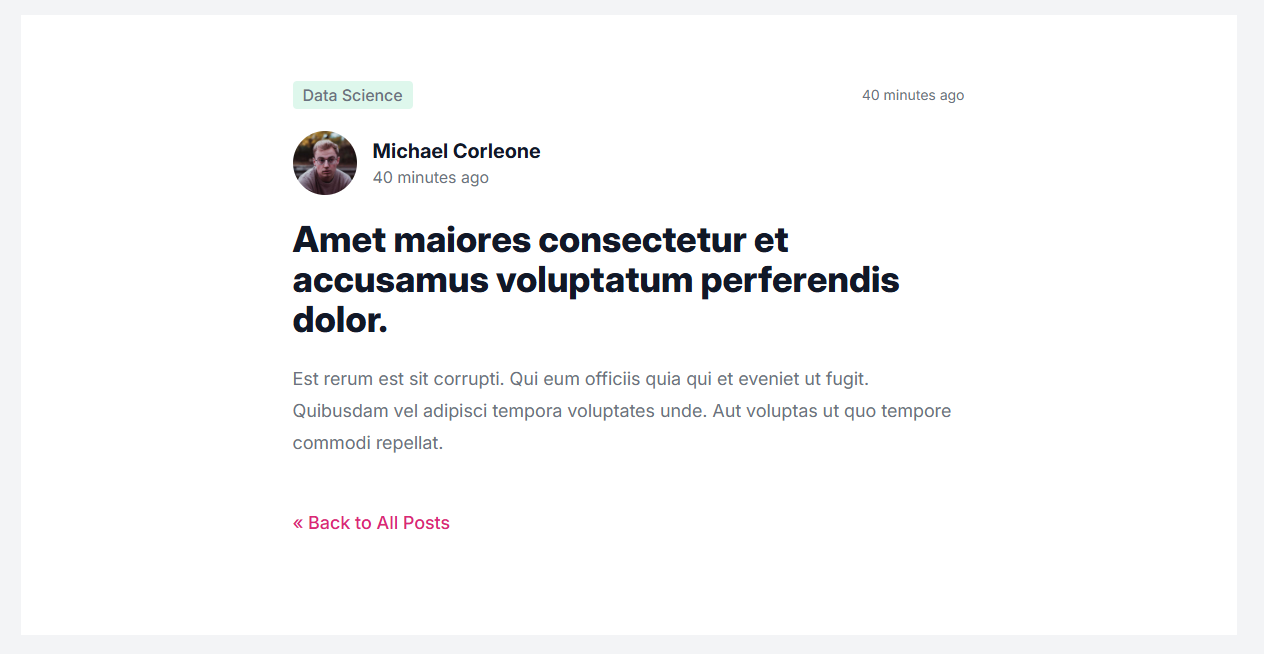 Data Science
40 minutes ago
Michael Corleone
40 minutes ago
Amet maiores consectetur et
accusamus voluptatum perferendis
dolor.
Est rerum est sit corrupti. Qui eum officiis quia qui et eveniet ut fugit.
Quibusdam vel adipisci tempora voluptates unde. Aut voluptas ut quo tempore
commodi repellat.
« Back to All Posts